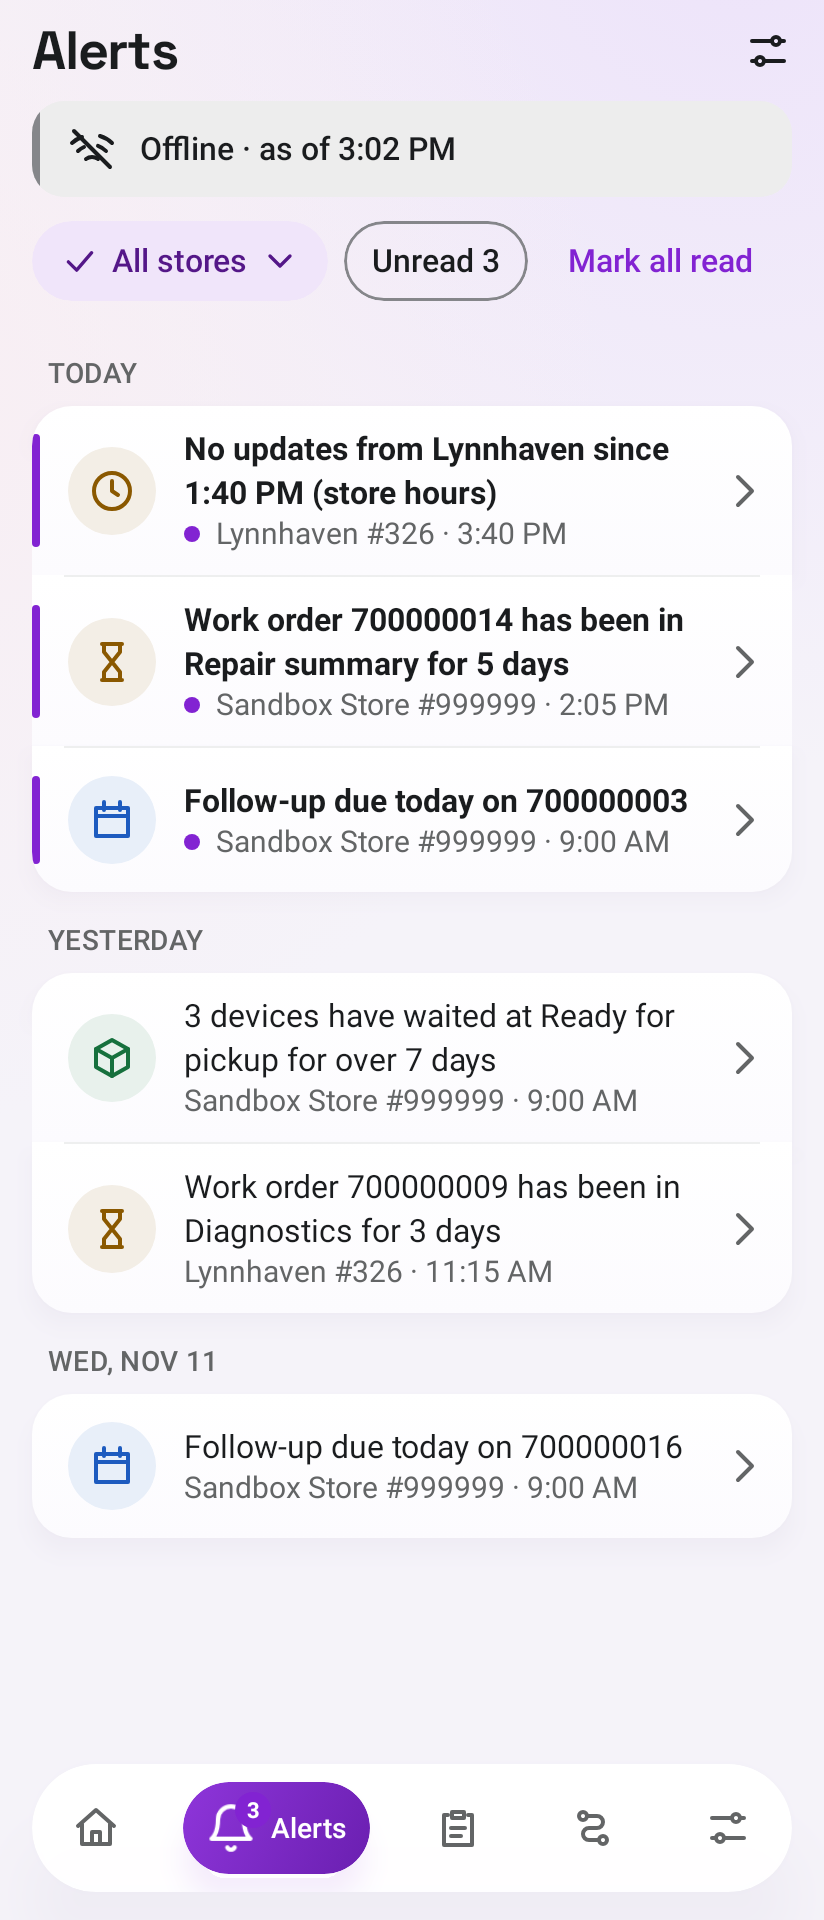 Alerts
Offline · as of 3:02 PM
All stores
Unread 3
Mark all read
TODAY
No updates from Lynnhaven since
1:40 PM (store hours)
Lynnhaven #326 · 3:40 PM
Work order 700000014 has been in
Repair summary for 5 days
Sandbox Store #999999 · 2:05 PM
Follow-up due today on 700000003
Sandbox Store #999999 · 9:00 AM
YESTERDAY
3 devices have waited at Ready for
pickup for over 7 days
Sandbox Store #999999 · 9:00 AM
Work order 700000009 has been in
Diagnostics for 3 days
Lynnhaven #326 · 11:15 AM
WED, NOV 11
Follow-up due today on 700000016
Sandbox Store #999999 · 9:00 AM
3
Alerts